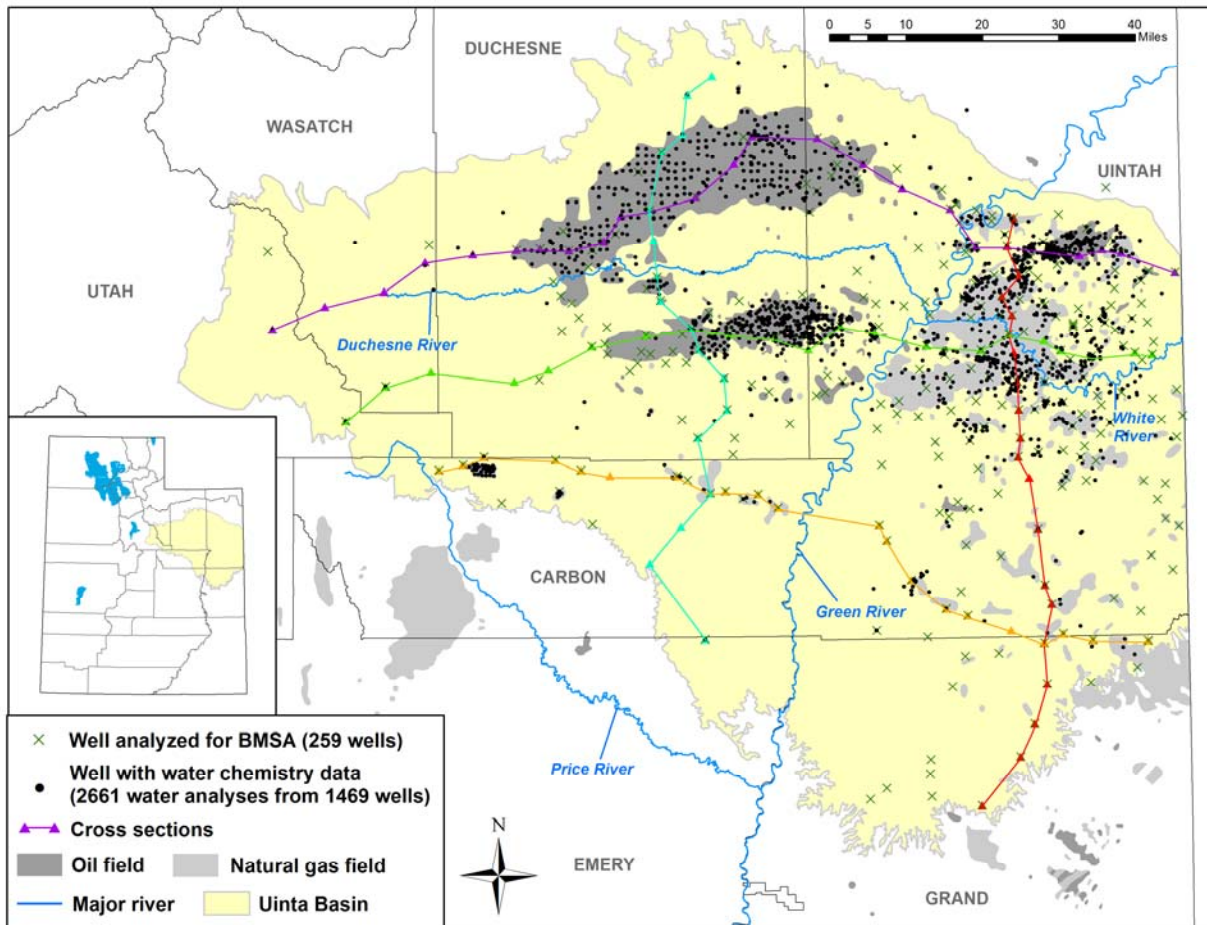 DUCHESNE
0 5 10 20 30 40
Miles
WASATCH
UINTAH
UTAH
Duchesne River
White
River
CARBON
Green River
Price River
N
EMERY
GRAND
Well analyzed for BMSA (259 wells)
Well with water chemistry data
(2661 water analyses from 1469 wells)
Cross sections
Oil field Natural gas field
Major river Uinta Basin